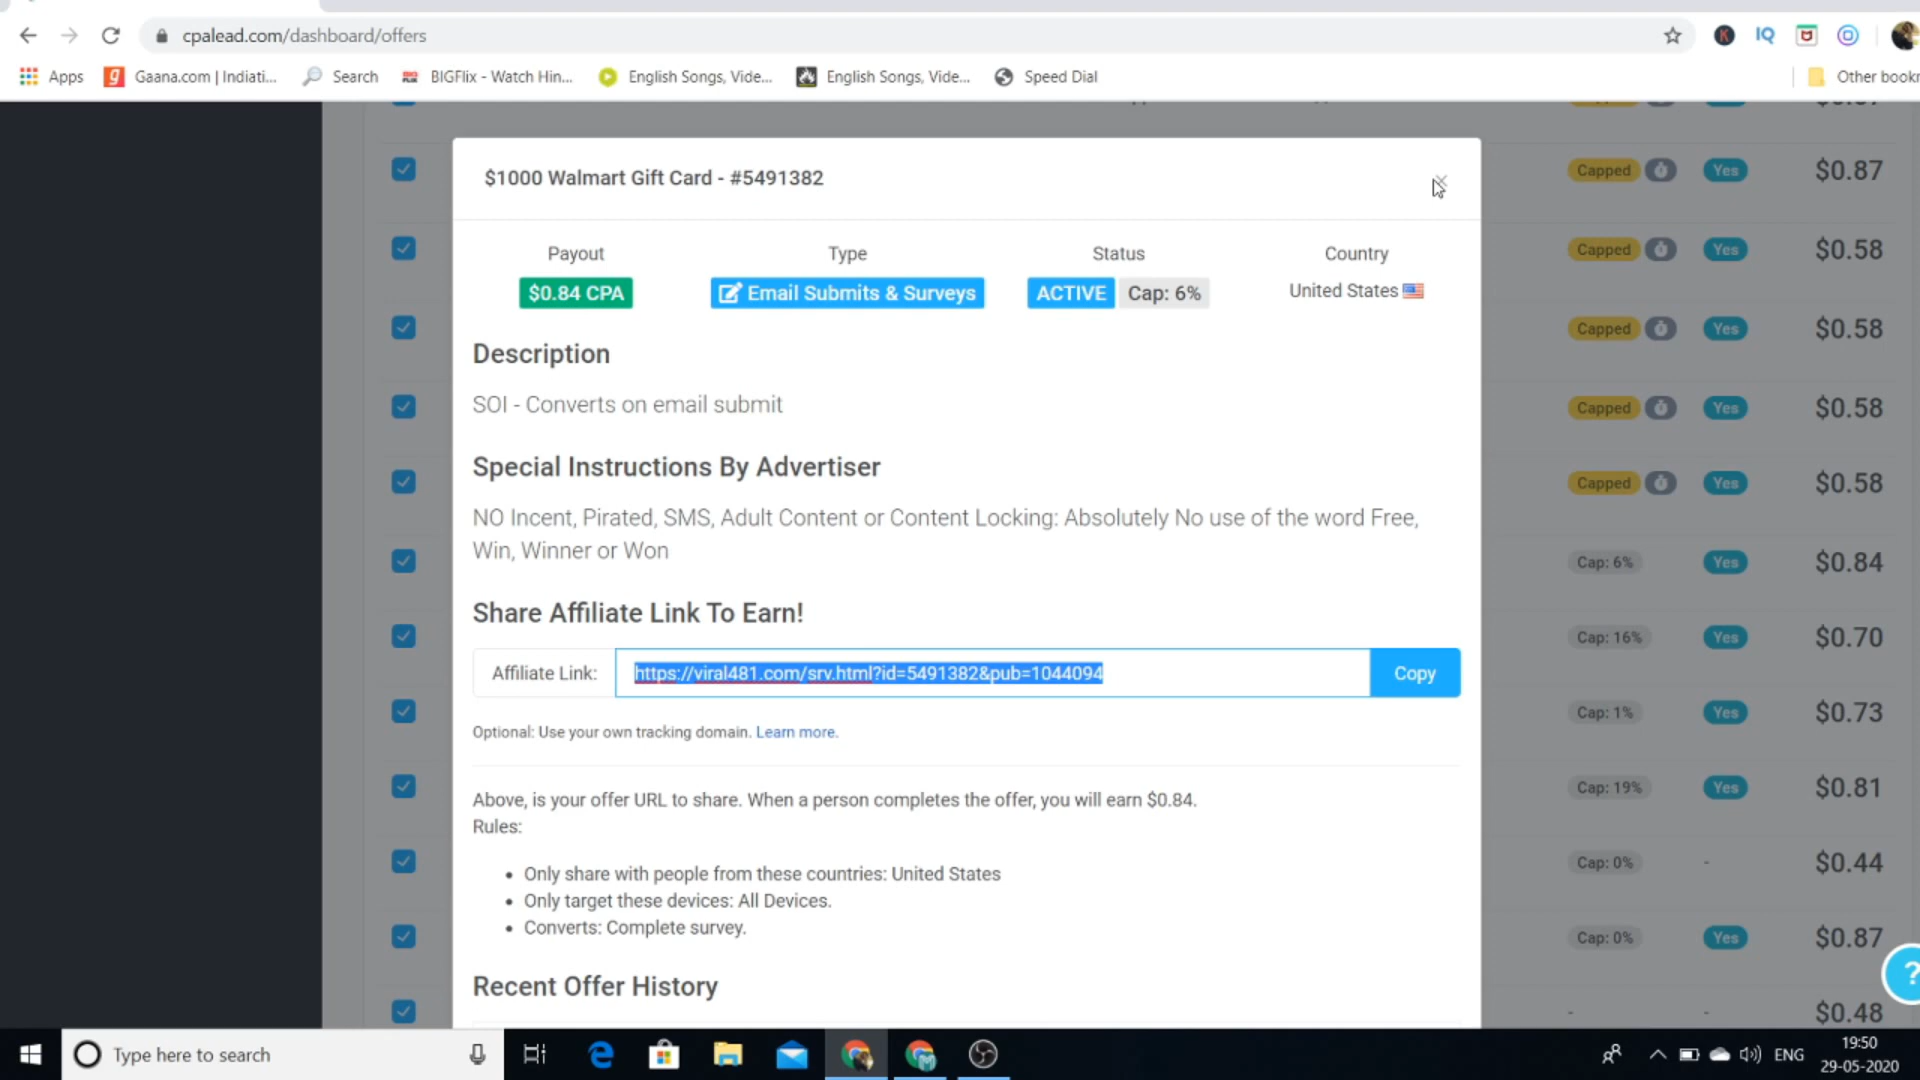 cpalead.com/dashboard/offers
Apps
Gaana.com | Indiati...
Search
BIGFlix - Watch Hin...
English Songs, Vide...
English Songs, Vide...
Speed Dial
Other bookr
$1000 Walmart Gift Card - #5491382
Payout
Type
Status
Country
$0.84 CPA
Email Submits & Surveys
ACTIVE
Cap: 6%
United States
Description
SOI - Converts on email submit
Special Instructions By Advertiser
NO Incent, Pirated, SMS, Adult Content or Content Locking: Absolutely No use of the word Free,
Win, Winner or Won
Share Affiliate Link To Earn!
Affiliate Link:
https://viral481.com/srv.html?id=5491382&pub=1044094
Copy
Optional: Use your own tracking domain. Learn more.
Above, is your offer URL to share. When a person completes the offer, you will earn $0.84.
Rules:
• Only share with people from these countries: United States
• Only target these devices: All Devices.
• Converts: Complete survey.
Recent Offer History
Capped Yes $0.87
Capped Yes $0.58
Capped Yes $0.58
Capped Yes $0.58
Capped Yes $0.58
Cap: 6% Yes $0.84
Cap: 16% Yes $0.70
Cap: 1% Yes $0.73
Cap: 19% Yes $0.81
Cap: 0% - $0.44
Cap: 0% Yes $0.87
- - $0.48
?
Type here to search
ENG
19:50
29-05-2020